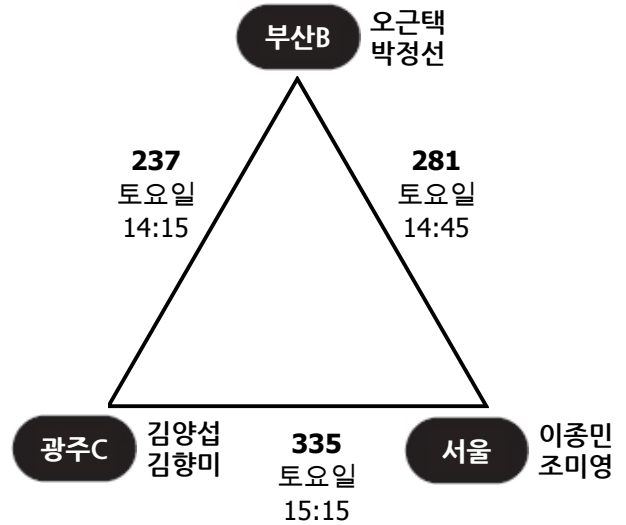 부산B
오근택
박정선
237
토요일
14:15
281
토요일
14:45
광주C
김양섭
김향미
335
토요일
15:15
서울
이종민
조미영